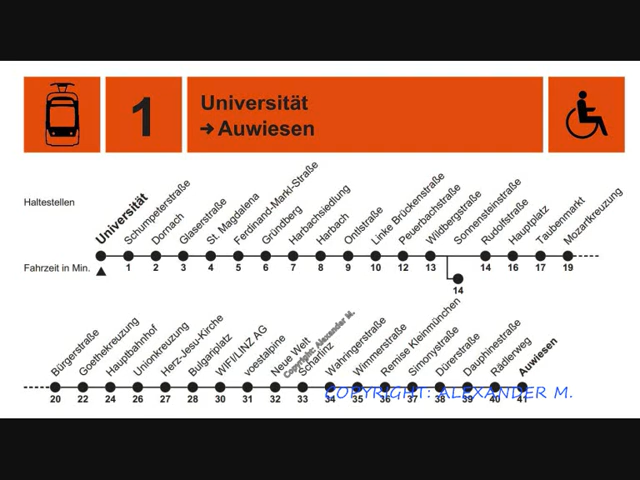 1
Universität
→ Auwiesen
Haltestellen
Universität
Schumpeterstraße
Dornach
Glaserstraße
St. Magdalena
Ferdinand-Markl-Straße
Gründberg
Harbachsiedlung
Harbach
Ontlstraße
Linke Brückenstraße
Peuerbachstraße
Wildbergstraße
Sonnensteinstraße
Rudolfstraße
Hauptplatz
Taubenmarkt
Mozartkreuzung
Fahrzeit in Min.
1 2 3 4 5 6 7 8 9 10 12 13 14 16 17 19
14
Bürgerstraße
Goethekreuzung
Hauptbahnhof
Unionkreuzung
Herz-Jesu-Kirche
Bulgariplatz
WIFI/LINZ AG
voestalpine
Neue Welt
Copyright: Alexander M.
Scharlinz
Wahringerstraße
Wimmerstraße
Remise Kleinmünchen
Simonystraße
Dürerstraße
Dauphinestraße
Rädlerweg
Auwiesen
COPYRIGHT: ALEXANDER M.
20 22 24 26 27 28 30 31 32 33 34 35 36 37 38 39 40 41